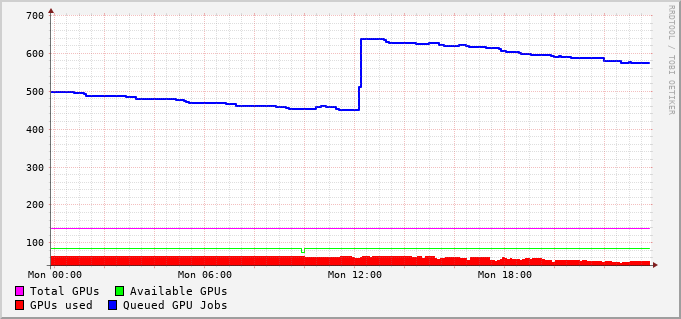 700
600
500
400
300
200
100
Mon 00:00 Mon 06:00 Mon 12:00 Mon 18:00
Total GPUs Available GPUs
GPUs used Queued GPU Jobs
RRDTOOL / TOBI OETIKER